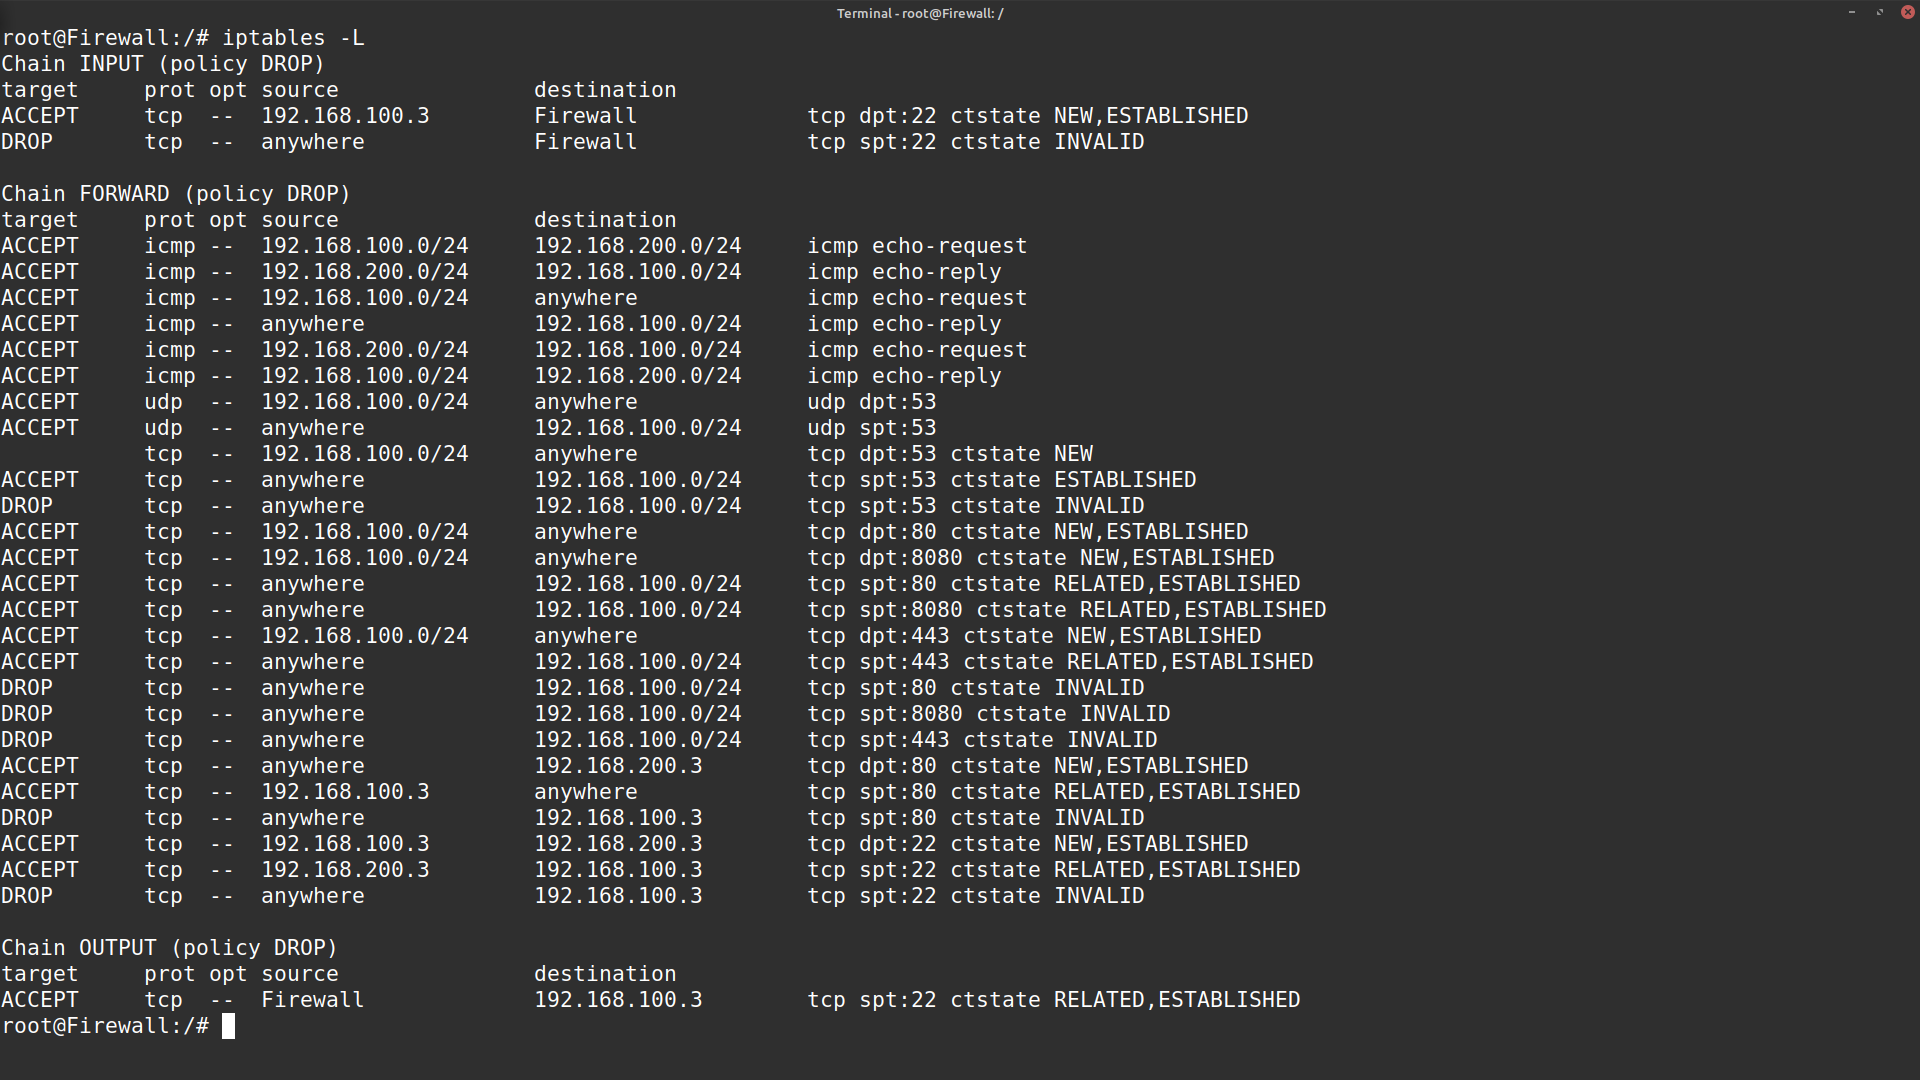 Terminal - root@Firewall: /
root@Firewall:/# iptables -L
Chain INPUT (policy DROP)
target     prot opt source               destination
ACCEPT     tcp  --  192.168.100.3        Firewall             tcp dpt:22 ctstate NEW,ESTABLISHED
DROP       tcp  --  anywhere             Firewall             tcp spt:22 ctstate INVALID

Chain FORWARD (policy DROP)
target     prot opt source               destination
ACCEPT     icmp --  192.168.100.0/24     192.168.200.0/24     icmp echo-request
ACCEPT     icmp --  192.168.200.0/24     192.168.100.0/24     icmp echo-reply
ACCEPT     icmp --  192.168.100.0/24     anywhere             icmp echo-request
ACCEPT     icmp --  anywhere             192.168.100.0/24     icmp echo-reply
ACCEPT     icmp --  192.168.200.0/24     192.168.100.0/24     icmp echo-request
ACCEPT     icmp --  192.168.100.0/24     192.168.200.0/24     icmp echo-reply
ACCEPT     udp  --  192.168.100.0/24     anywhere             udp dpt:53
ACCEPT     udp  --  anywhere             192.168.100.0/24     udp spt:53
           tcp  --  192.168.100.0/24     anywhere             tcp dpt:53 ctstate NEW
ACCEPT     tcp  --  anywhere             192.168.100.0/24     tcp spt:53 ctstate ESTABLISHED
DROP       tcp  --  anywhere             192.168.100.0/24     tcp spt:53 ctstate INVALID
ACCEPT     tcp  --  192.168.100.0/24     anywhere             tcp dpt:80 ctstate NEW,ESTABLISHED
ACCEPT     tcp  --  192.168.100.0/24     anywhere             tcp dpt:8080 ctstate NEW,ESTABLISHED
ACCEPT     tcp  --  anywhere             192.168.100.0/24     tcp spt:80 ctstate RELATED,ESTABLISHED
ACCEPT     tcp  --  anywhere             192.168.100.0/24     tcp spt:8080 ctstate RELATED,ESTABLISHED
ACCEPT     tcp  --  192.168.100.0/24     anywhere             tcp dpt:443 ctstate NEW,ESTABLISHED
ACCEPT     tcp  --  anywhere             192.168.100.0/24     tcp spt:443 ctstate RELATED,ESTABLISHED
DROP       tcp  --  anywhere             192.168.100.0/24     tcp spt:80 ctstate INVALID
DROP       tcp  --  anywhere             192.168.100.0/24     tcp spt:8080 ctstate INVALID
DROP       tcp  --  anywhere             192.168.100.0/24     tcp spt:443 ctstate INVALID
ACCEPT     tcp  --  anywhere             192.168.200.3        tcp dpt:80 ctstate NEW,ESTABLISHED
ACCEPT     tcp  --  192.168.100.3        anywhere             tcp spt:80 ctstate RELATED,ESTABLISHED
DROP       tcp  --  anywhere             192.168.100.3        tcp spt:80 ctstate INVALID
ACCEPT     tcp  --  192.168.100.3        192.168.200.3        tcp dpt:22 ctstate NEW,ESTABLISHED
ACCEPT     tcp  --  192.168.200.3        192.168.100.3        tcp spt:22 ctstate RELATED,ESTABLISHED
DROP       tcp  --  anywhere             192.168.100.3        tcp spt:22 ctstate INVALID

Chain OUTPUT (policy DROP)
target     prot opt source               destination
ACCEPT     tcp  --  Firewall             192.168.100.3        tcp spt:22 ctstate RELATED,ESTABLISHED
root@Firewall:/#